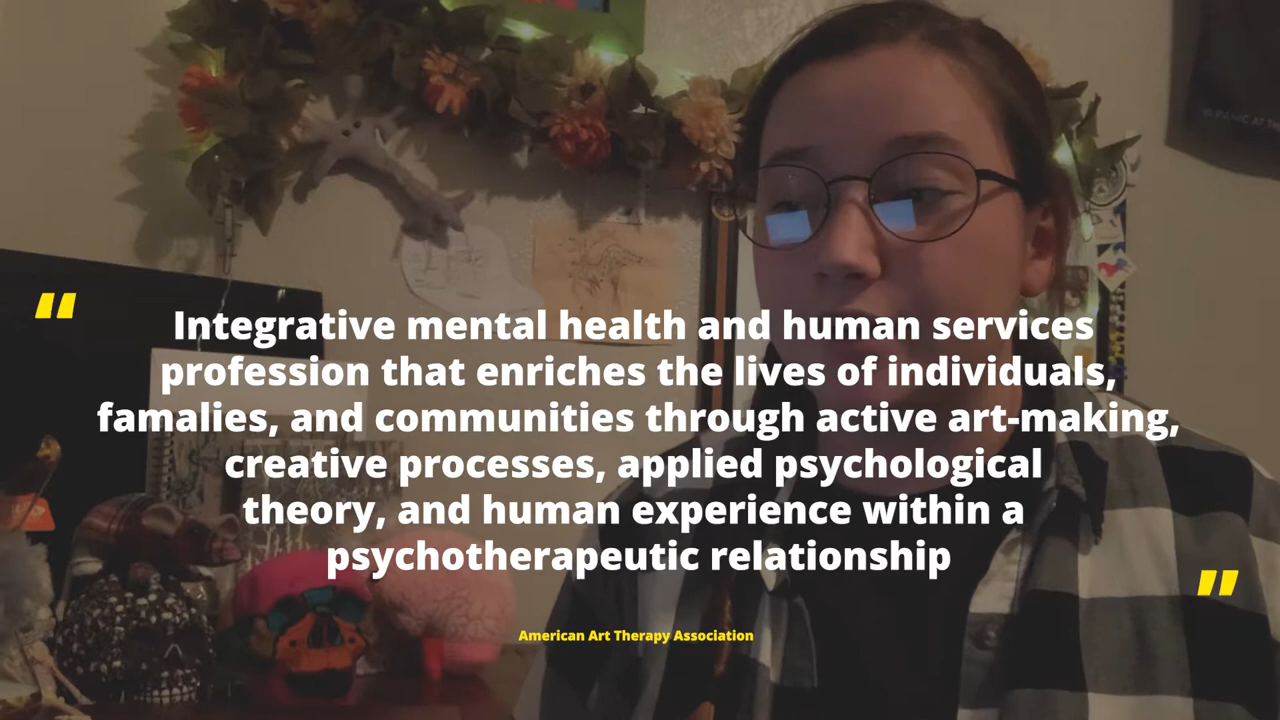 "
Integrative mental health and human services
profession that enriches the lives of individuals,
famalies, and communities through active art-making,
creative processes, applied psychological
theory, and human experience within a
psychotherapeutic relationship
"
American Art Therapy Association